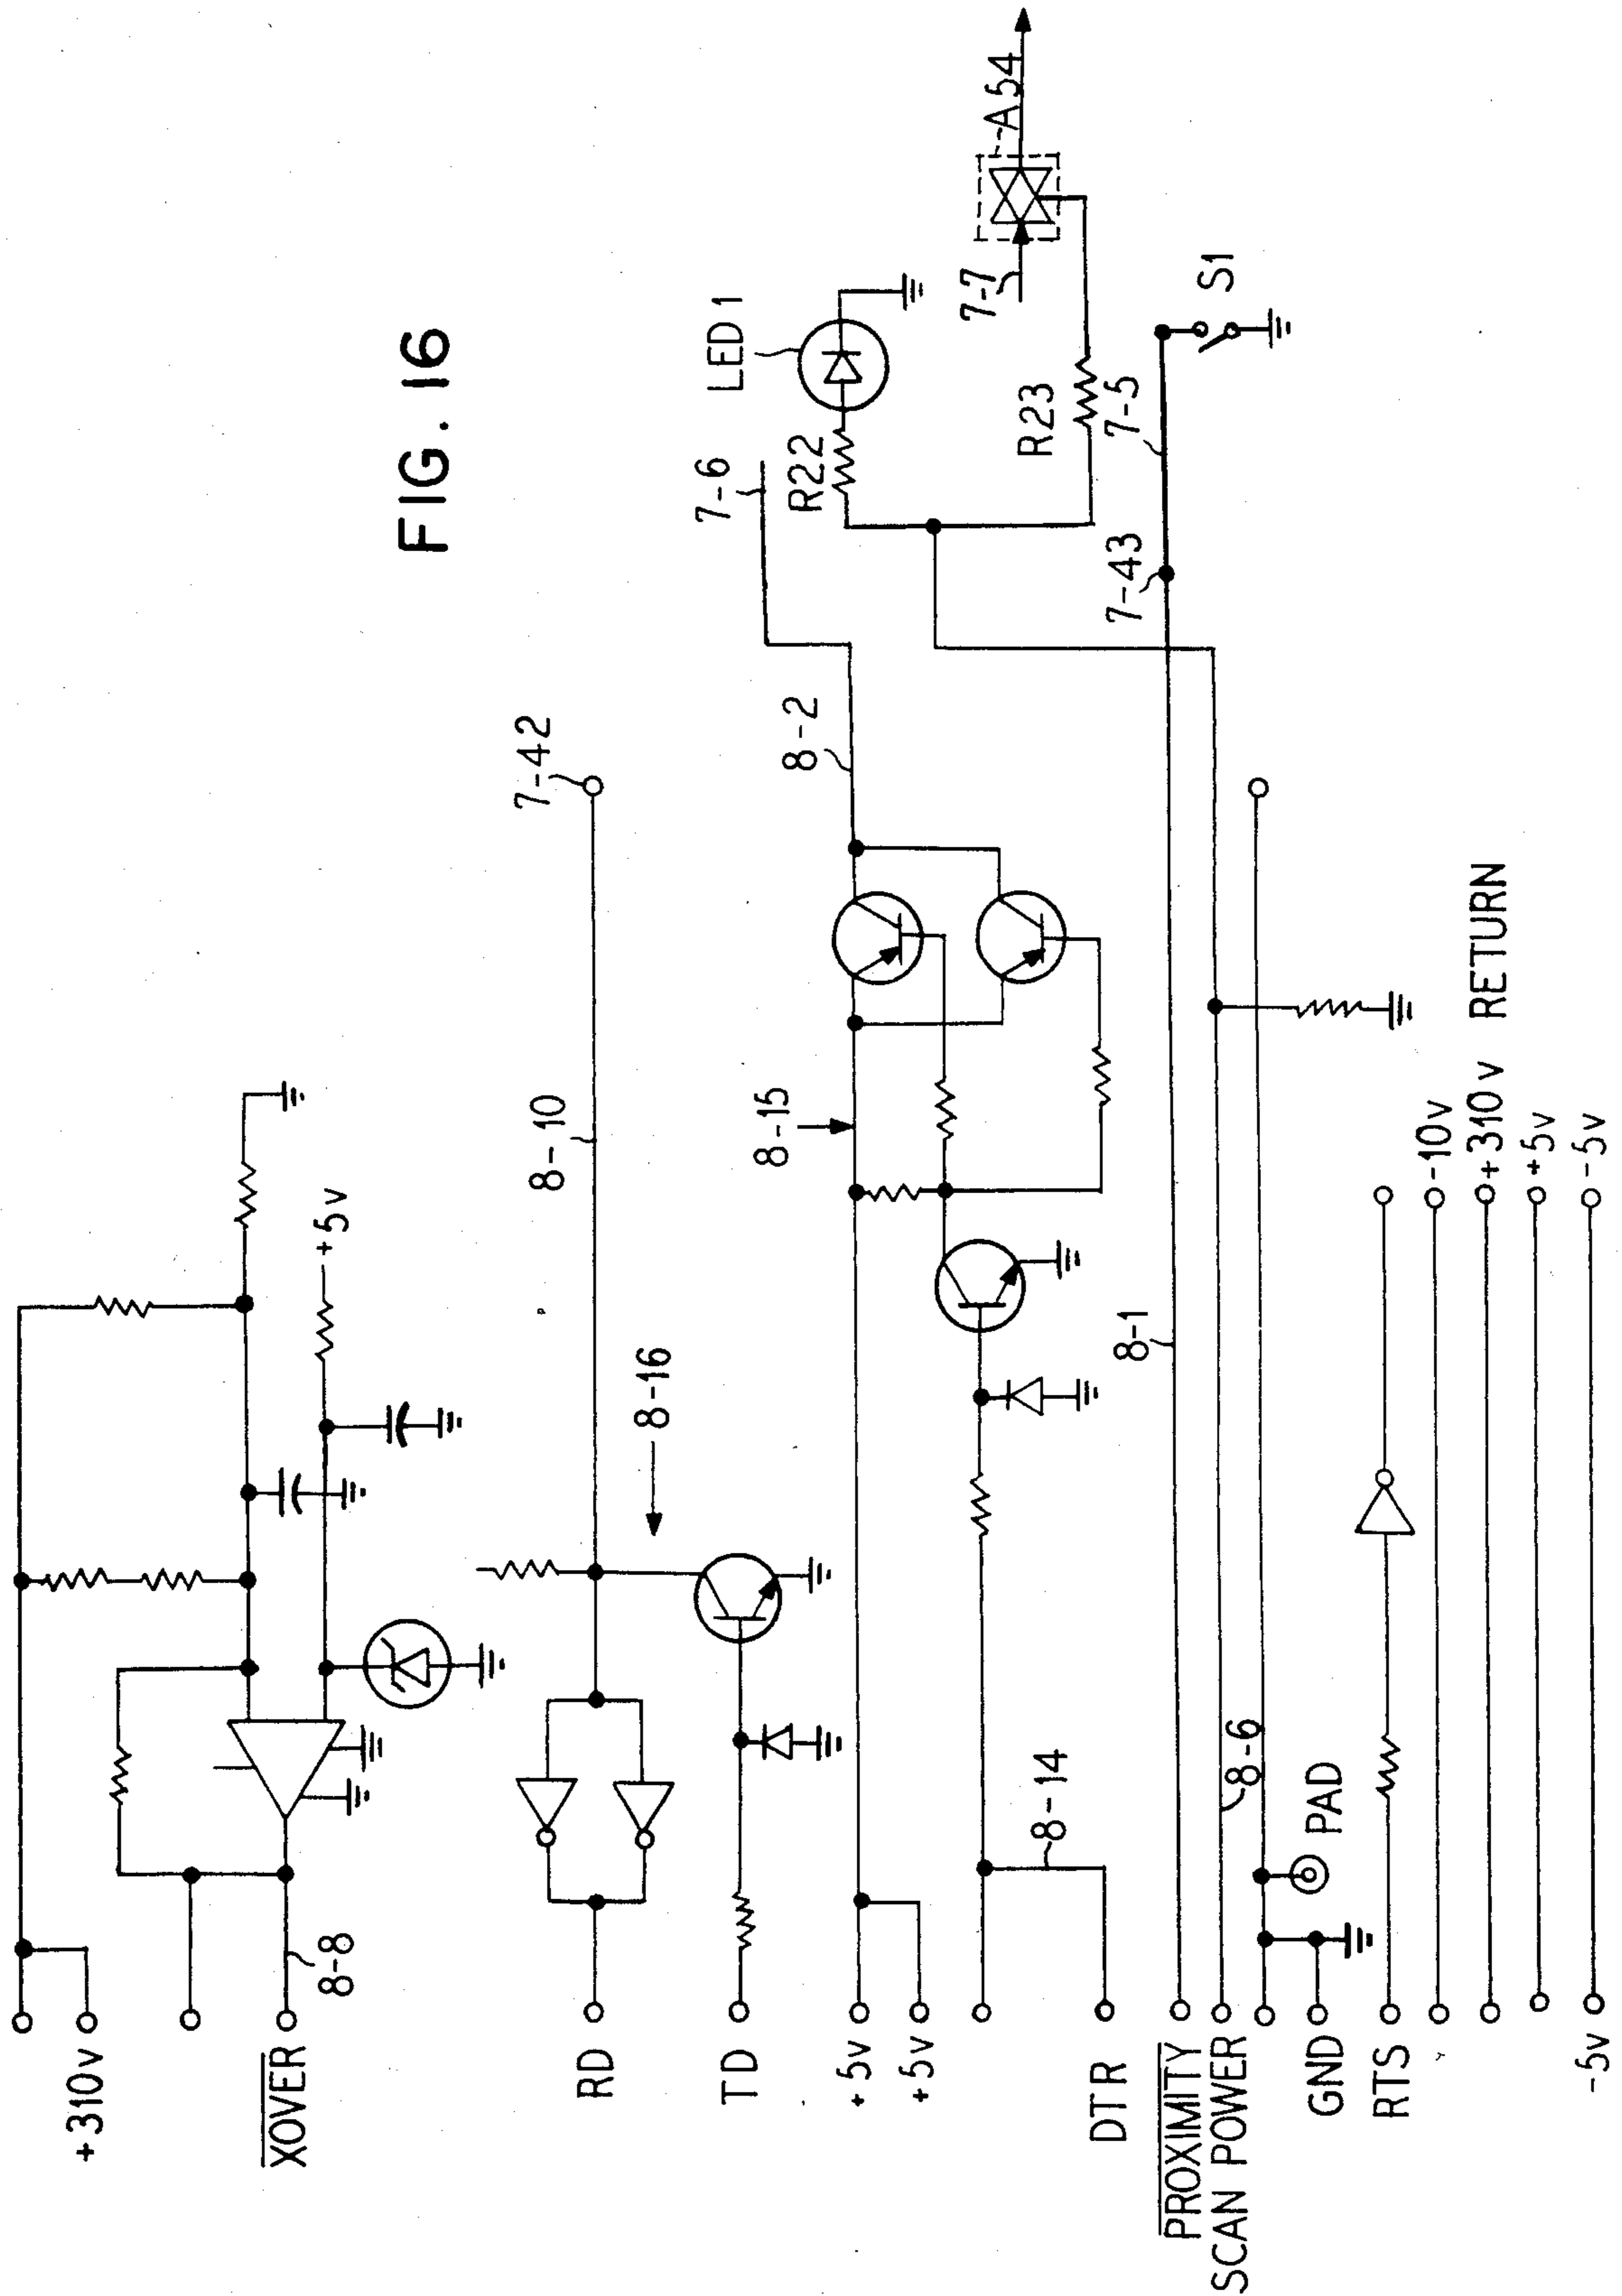 FIG. 16
+310v
XOVER
8-8
+5v
RD
TD
8-16
8-10
7-42
+5v
+5v
8-15
8-2
7-6
R22
LED 1
DTR
8-14
R23
7-7
A54
PROXIMITY
8-1
7-43
7-5
S1
SCAN POWER
8-6
GND
PAD
RTS
-10v
+310v RETURN
+5v
-5v
-5v